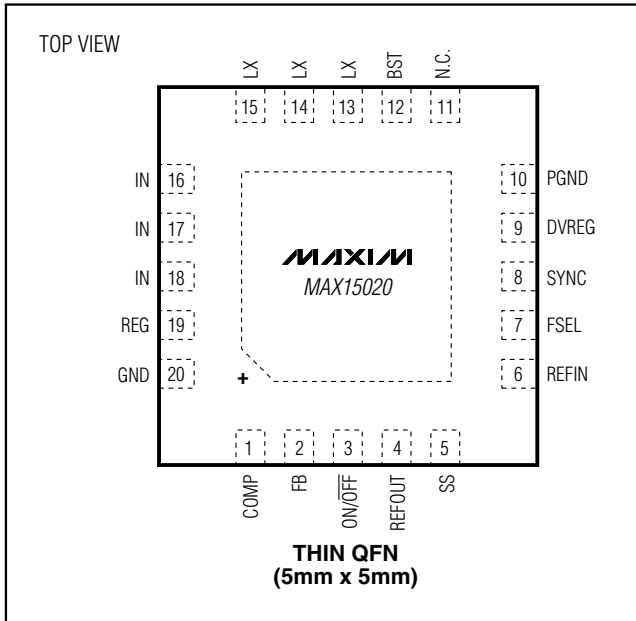 TOP VIEW
LX
LX
LX
BST
N.C.
15
14
13
12
11
IN 16
IN 17
IN 18
REG 19
GND 20
10 PGND
9 DVREG
8 SYNC
7 FSEL
6 REFIN
MAXIM
MAX15020
+
1
2
3
4
5
COMP
FB
ON/OFF
REFOUT
SS
THIN QFN
(5mm x 5mm)